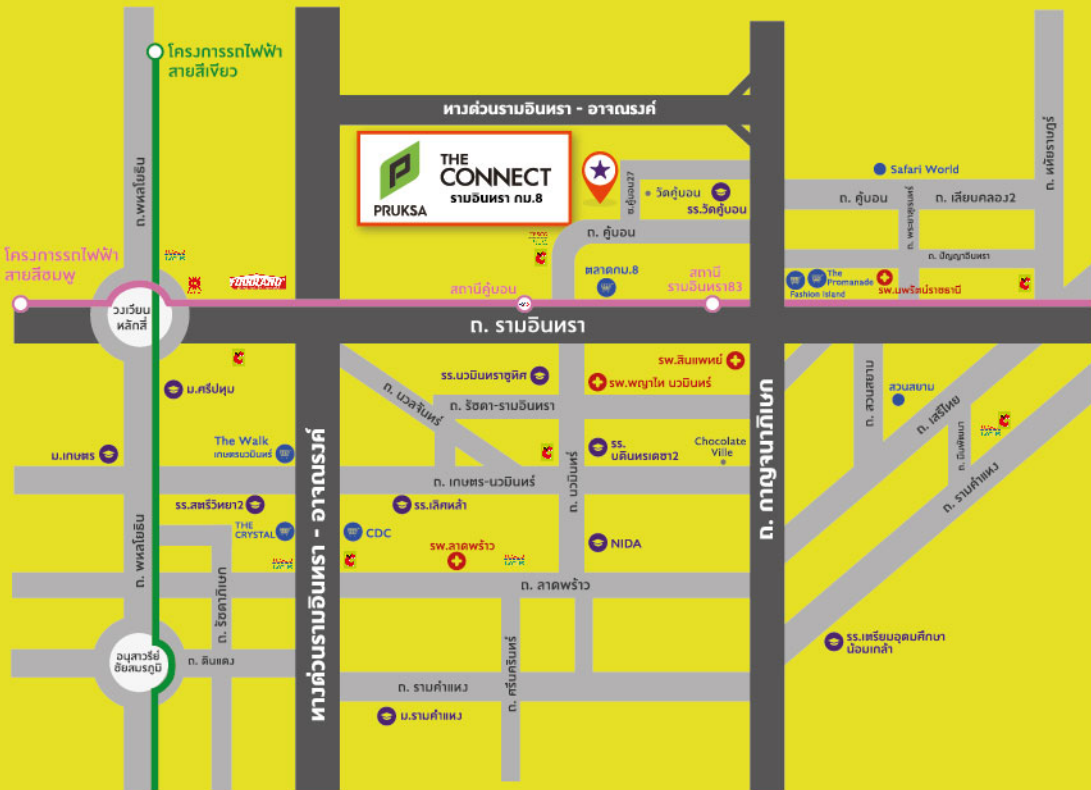 โครงการรถไฟฟ้า
สายสีเขียว
ทางด่วนรามอินทรา - อาจณรงค์
PRUKSA
THE
CONNECT
รามอินทรา กม.8
ถ.พหลโยธิน
ซ.คู้บอน27
วัดคู้บอน
รร.วัดคู้บอน
ถ. คู้บอน
Safari World
ถ. คู้บอน
ถ. เลียบคลอง2
ถ. หทัยราษฎร์
ถ. พระยาสุเรนทร์
ถ. ปัญญาอินทรา
โครงการรถไฟฟ้า
สายสีชมพู
สถานีคู้บอน
ตลาดกม.8
สถานี
รามอินทรา83
The
Promanade
Fashion Island
รพ.นพรัตน์ราชธานี
วงเวียน
หลักสี่
ถ. รามอินทรา
ม.ศรีปทุม
ถ. นวลจันทร์
รร.นวมินทราชูทิศ
รพ.สินแพทย์
รพ.พญาไท นวมินทร์
ถ. รัชดา-รามอินทรา
ถ. สวนสยาม
สวนสยาม
ถ. เสรีไทย
ถ. มีนพัฒนา
ถ. รามคำแหง
ม.เกษตร
The Walk
เกษตรนวมินทร์
รร.
บดินทรเดชา2
Chocolate
Ville
ถ. เกษตร-นวมินทร์
ถ. นวมินทร์
ถ. กาญจนาภิเษก
ทางด่วนรามอินทรา - อาจณรงค์
รร.สตรีวิทยา2
รร.เลิศหล้า
THE
CRYSTAL
CDC
รพ.ลาดพร้าว
NIDA
ถ. พหลโยธิน
ถ. รัชดาภิเษก
ถ. ลาดพร้าว
อนุสาวรีย์
ชัยสมรภูมิ
ถ. ดินแดง
ถ. ศรีนครินทร์
รร.เตรียมอุดมศึกษา
น้อมเกล้า
ถ. รามคำแหง
ม.รามคำแหง